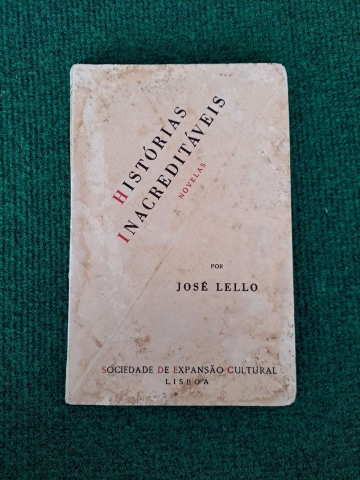 HISTÓRIAS
INACREDITÁVEIS
NOVELAS
POR
JOSÉ LELLO
SOCIEDADE DE EXPANSÃO CULTURAL
LISBOA